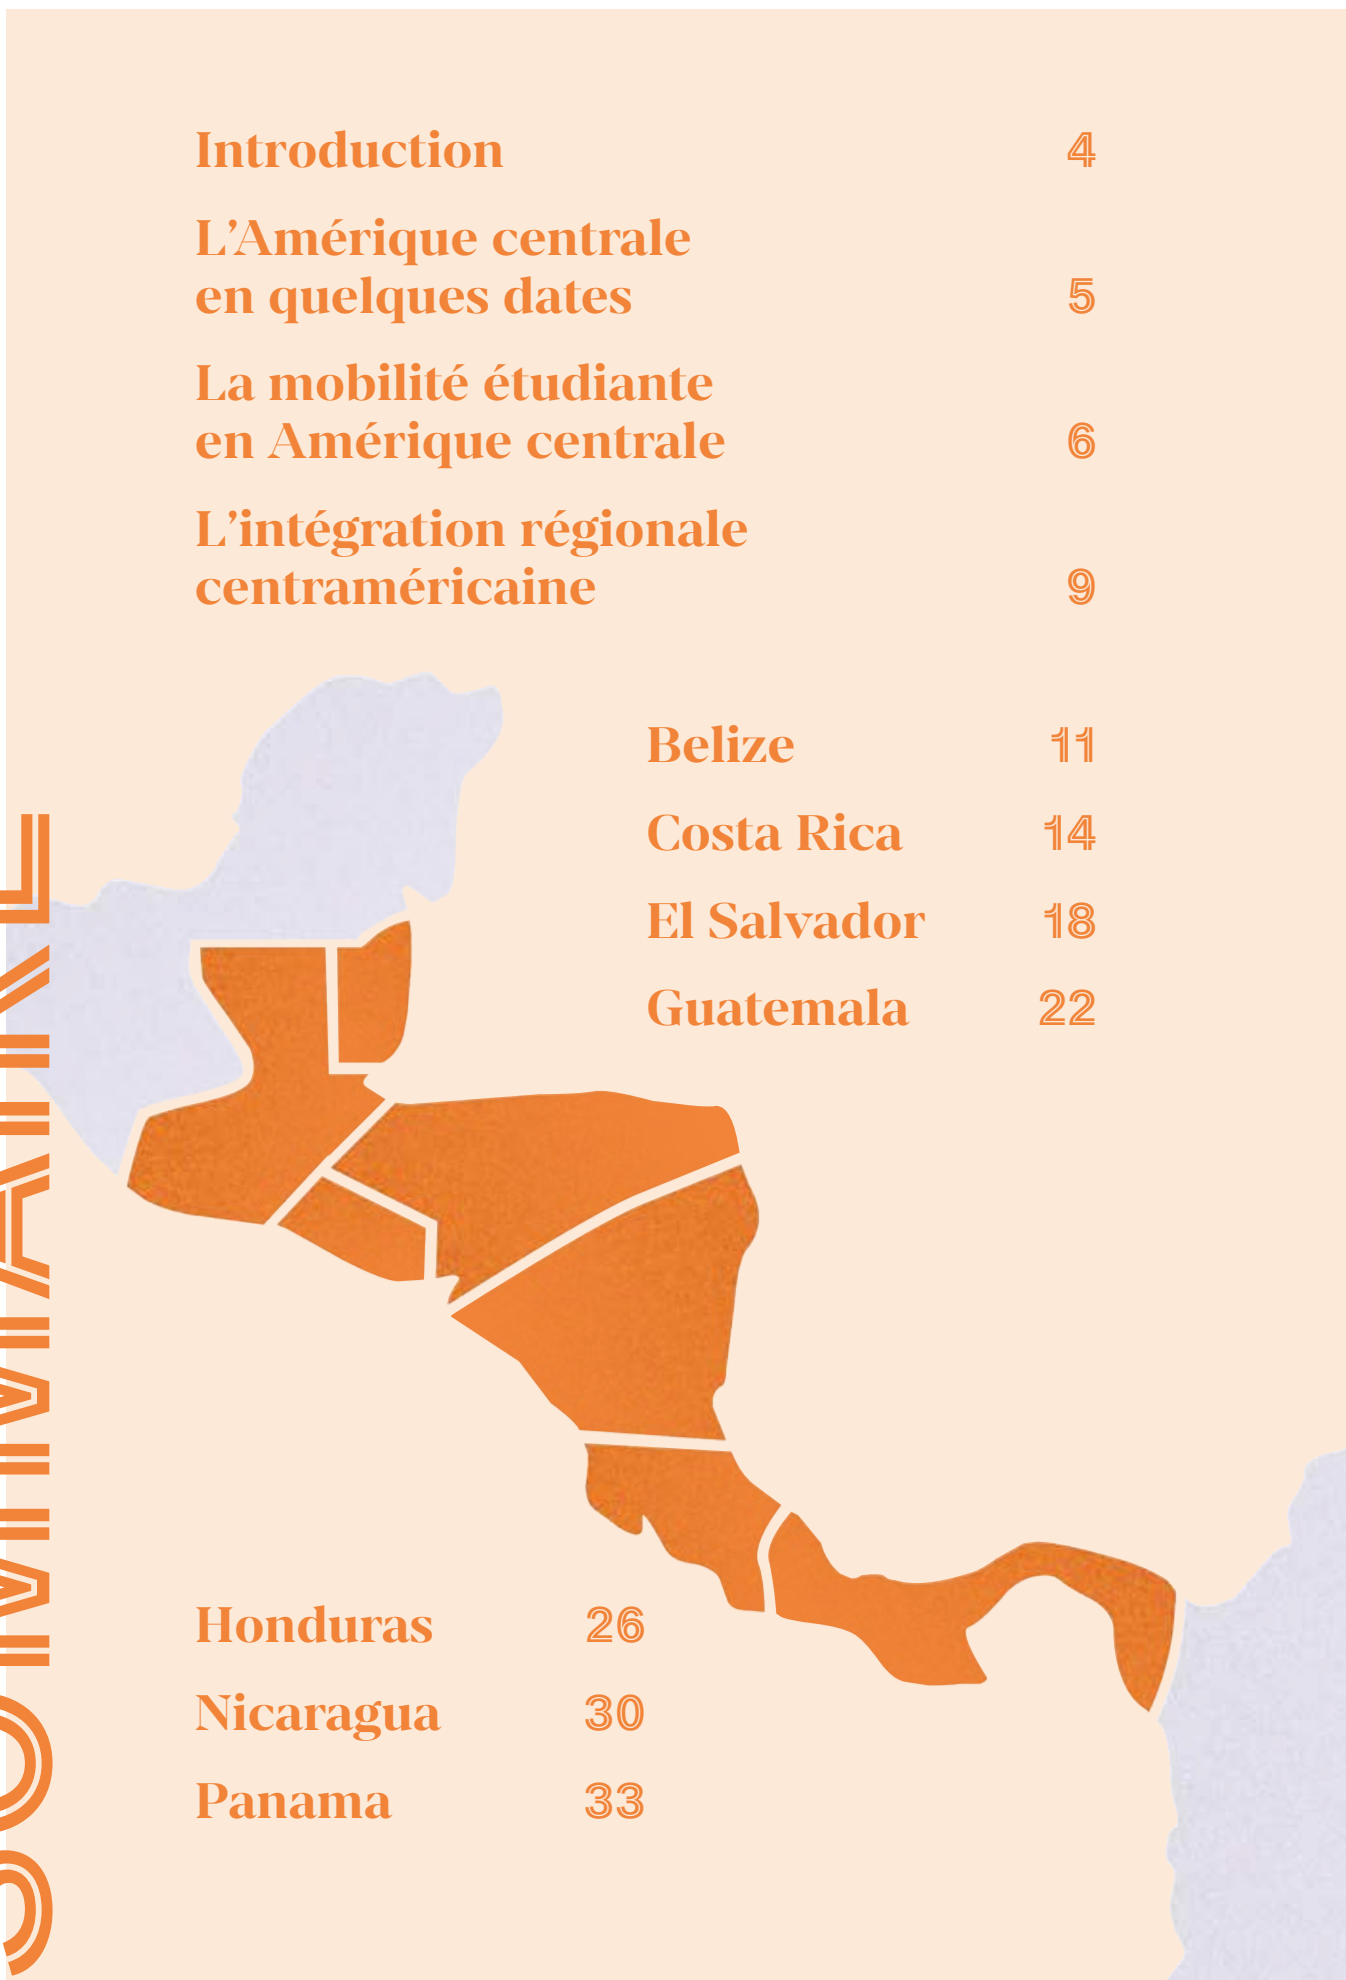 Introduction 4
L’Amérique centrale
en quelques dates 5
La mobilité étudiante
en Amérique centrale 6
L’intégration régionale
centraméricaine 9
Belize 11
Costa Rica 14
El Salvador 18
Guatemala 22
Honduras 26
Nicaragua 30
Panama 33
SOMMAIRE